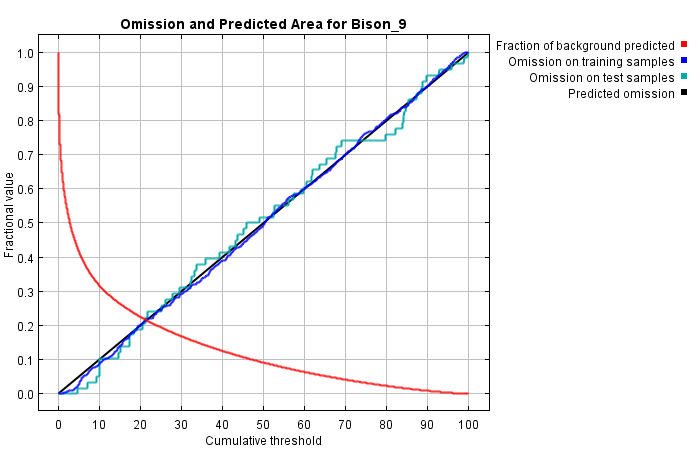 Omission and Predicted Area for Bison_9
Fraction of background predicted
Omission on training samples
Omission on test samples
Predicted omission
Fractional value
1.0
0.9
0.8
0.7
0.6
0.5
0.4
0.3
0.2
0.1
0.0
0 10 20 30 40 50 60 70 80 90 100
Cumulative threshold